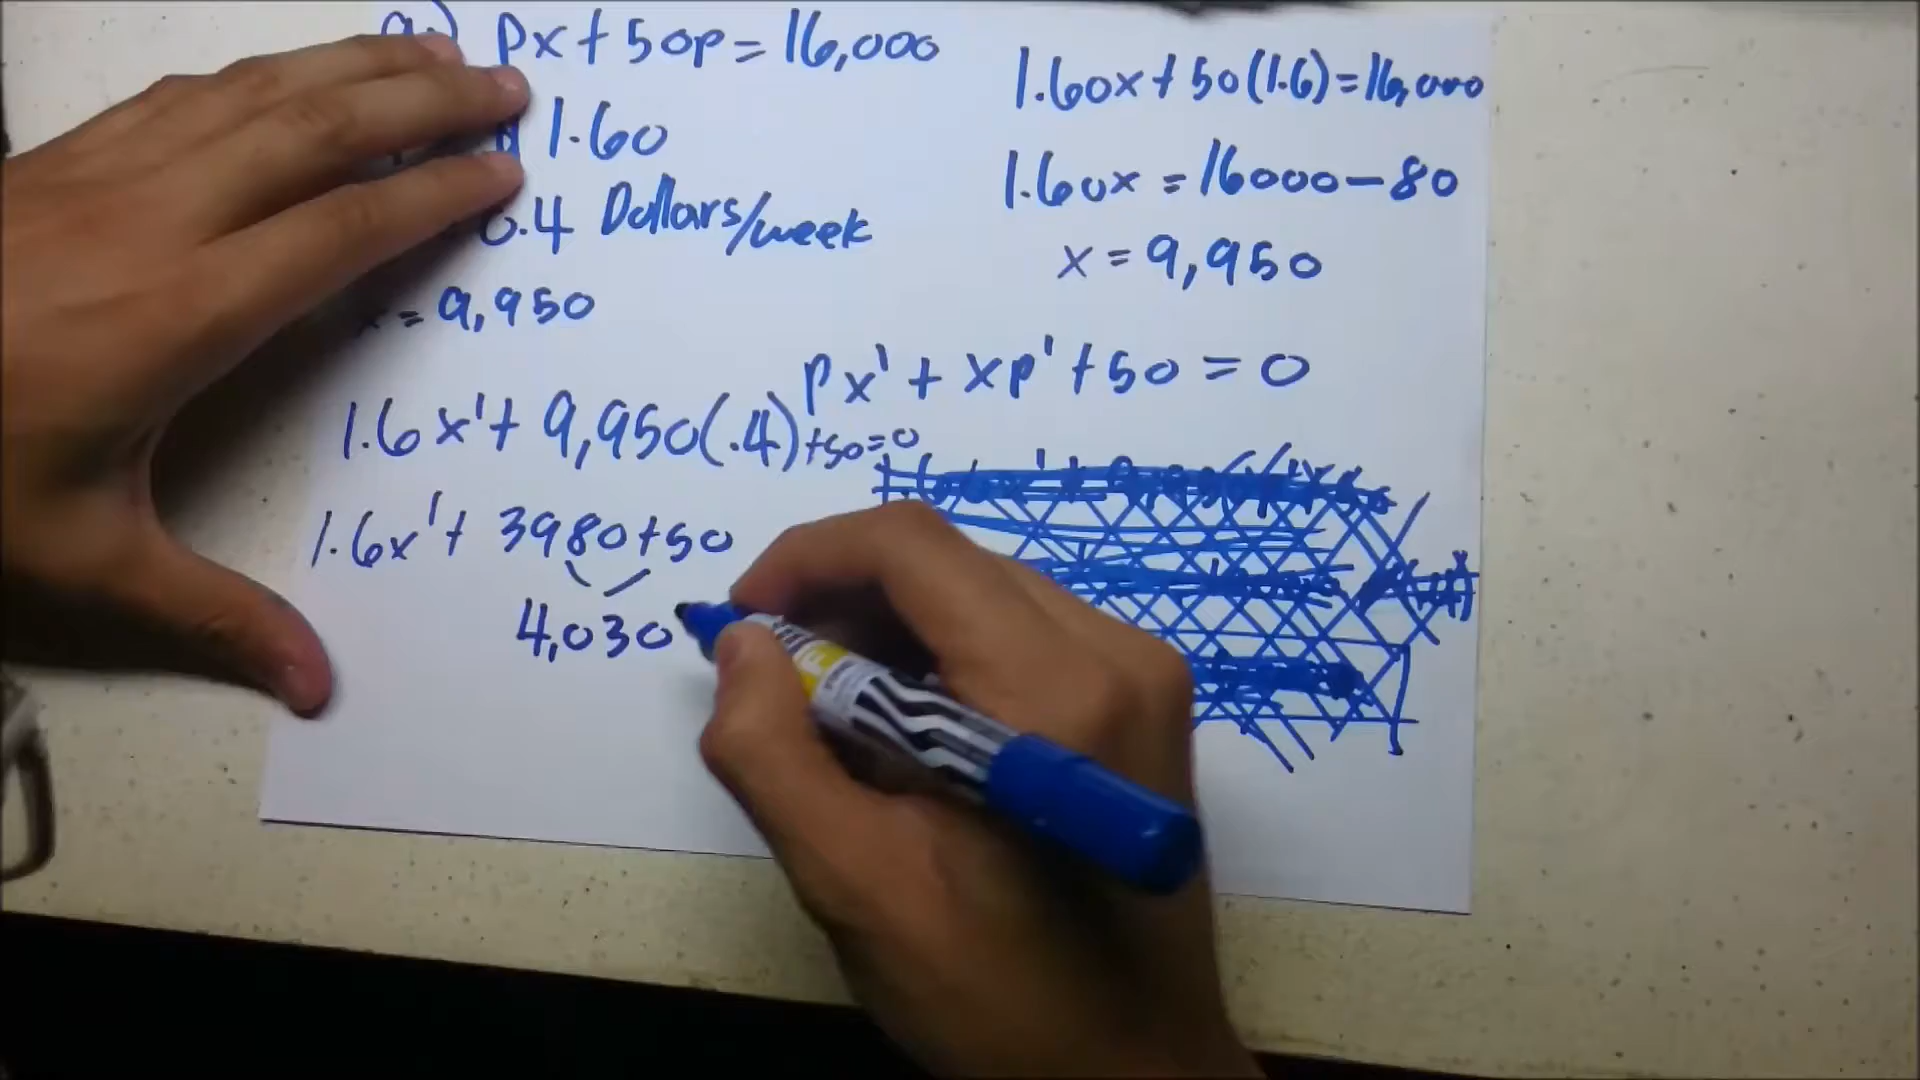 a.) px+50p=16,000
1.60
0.4 Dollars/week
x=9,950
1.60x+50(1.6)=16,000
1.60x=16000-80
x=9,950
px'+xp'+50=0
1.6x'+9,950(.4)+50=0
1.6x'+3980+50
4,030